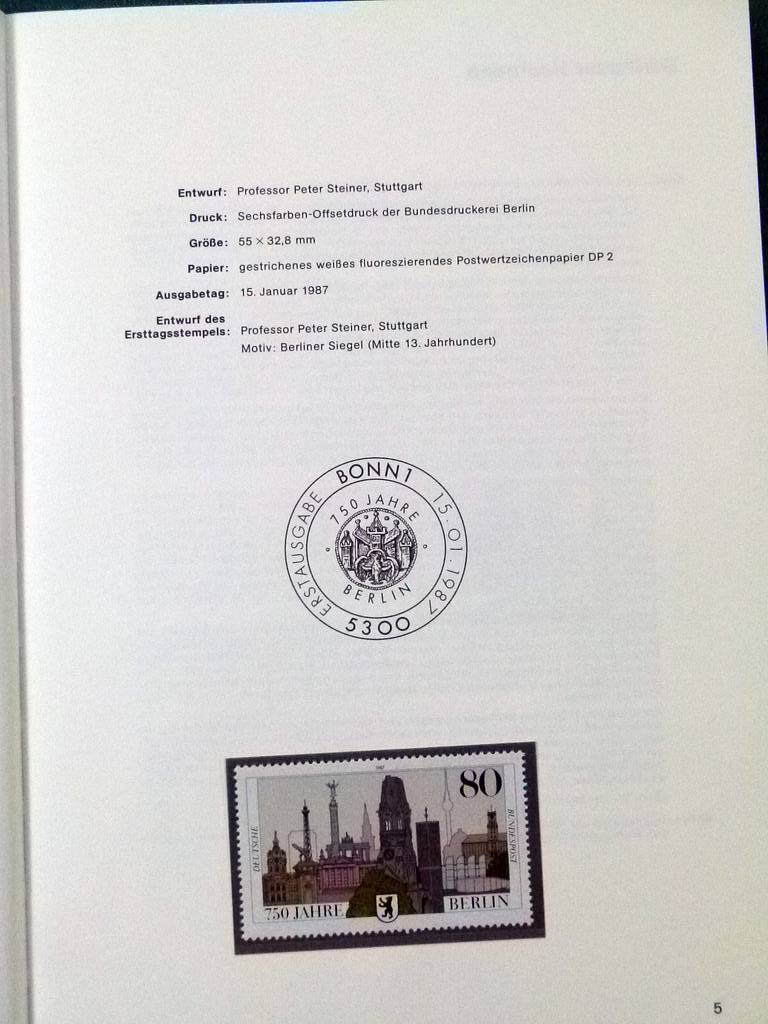 Entwurf: Professor Peter Steiner, Stuttgart
Druck: Sechsfarben-Offsetdruck der Bundesdruckerei Berlin
Größe: 55 × 32,8 mm
Papier: gestrichenes weißes fluoreszierendes Postwertzeichenpapier DP 2
Ausgabetag: 15. Januar 1987
Entwurf des
Ersttagsstempels: Professor Peter Steiner, Stuttgart
Motiv: Berliner Siegel (Mitte 13. Jahrhundert)
ERSTAUSGABE BONN 1 15.01.1987
750 JAHRE
BERLIN
5300
1987
80
DEUTSCHE
BUNDESPOST
750 JAHRE BERLIN
5